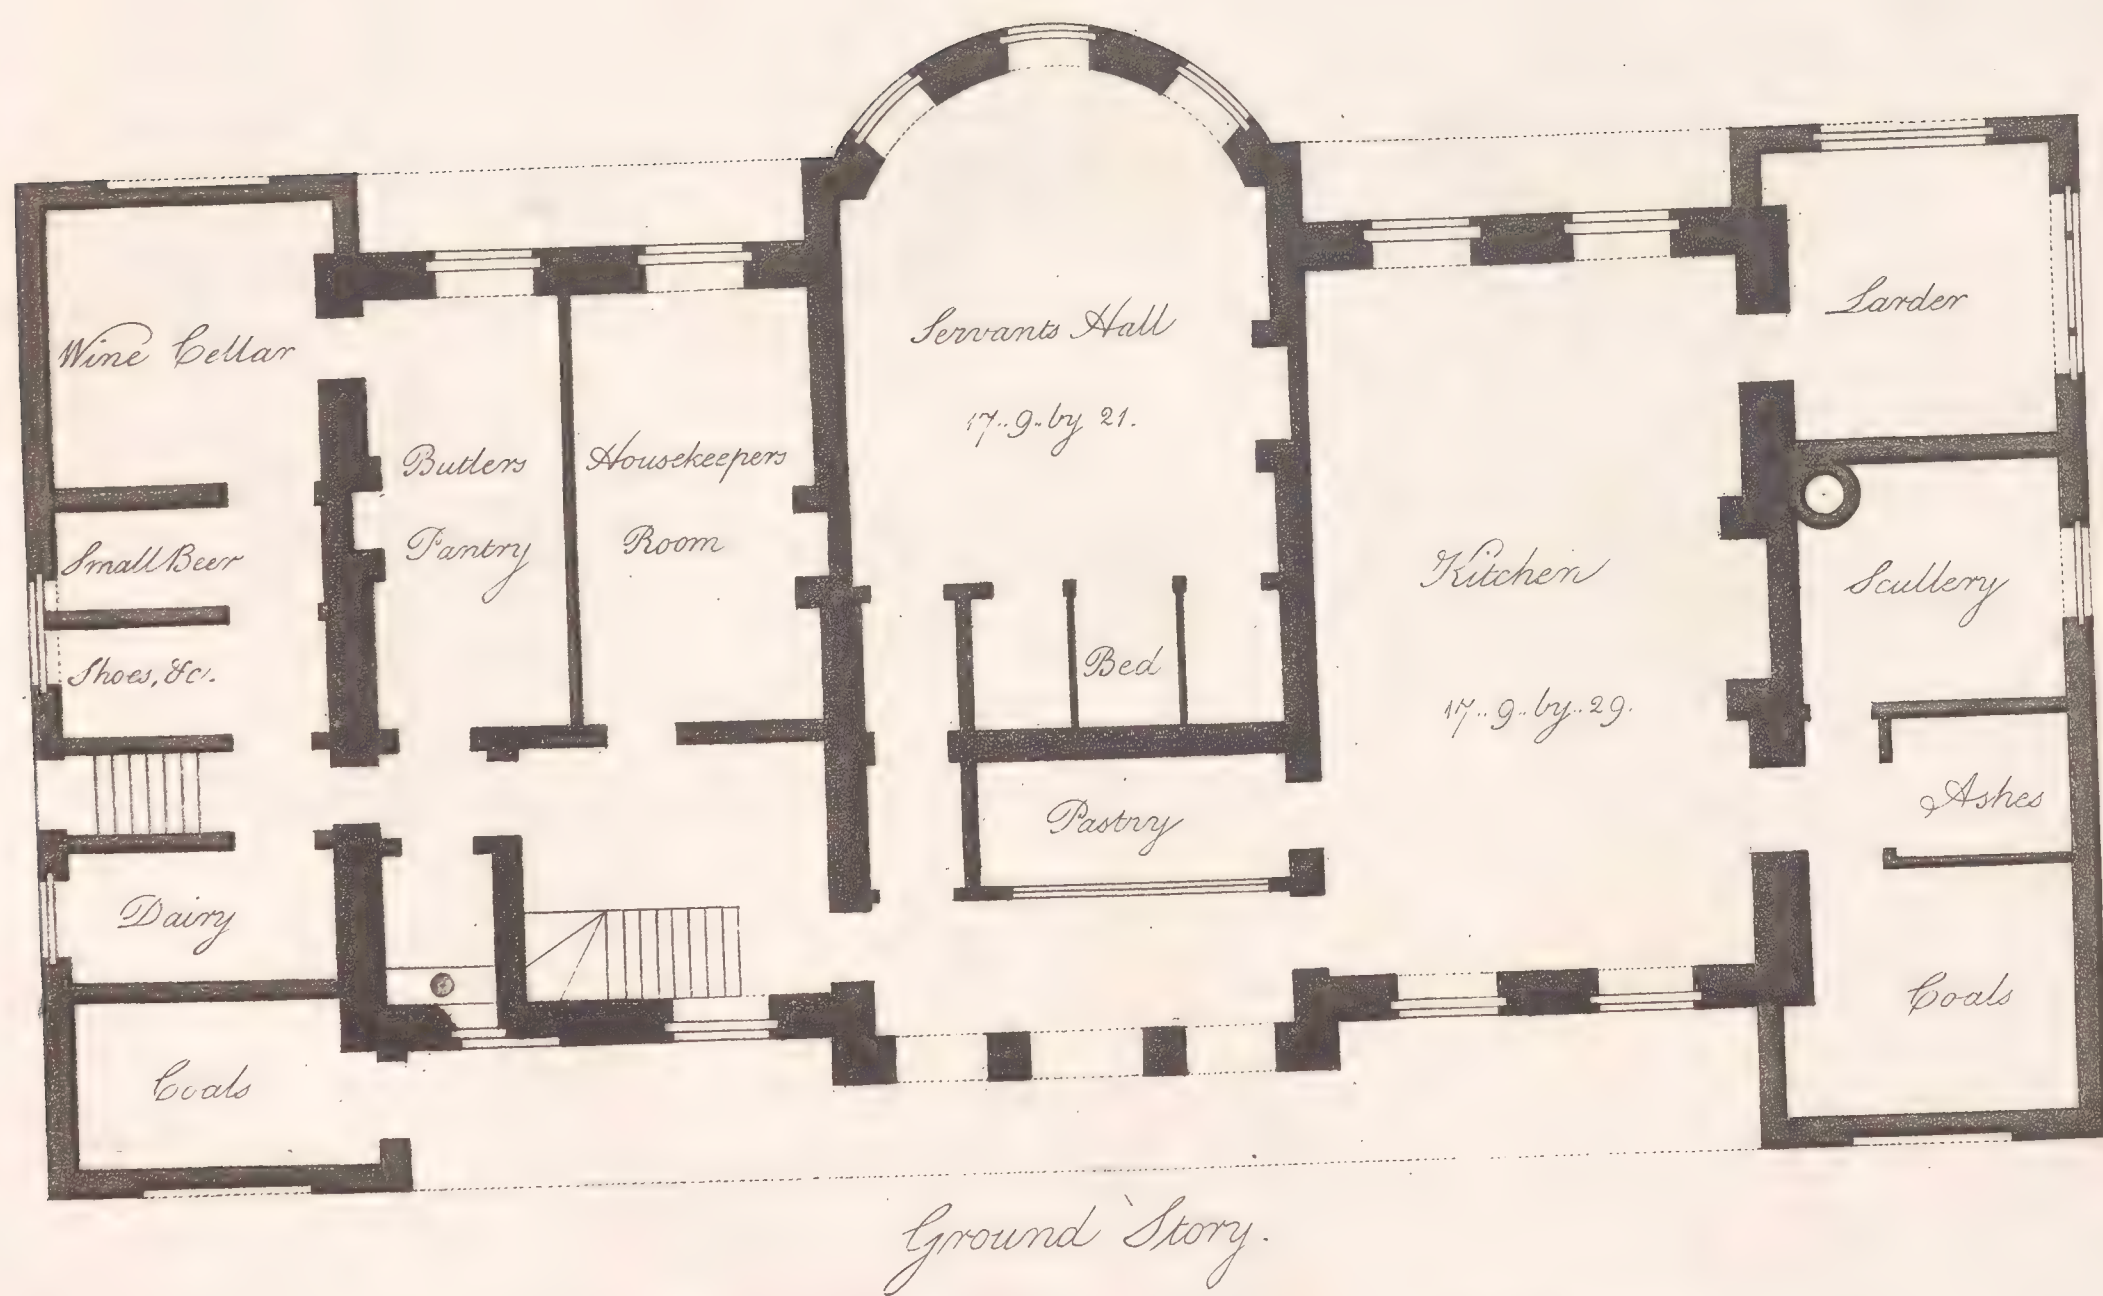 Wine Cellar
Butlers
Pantry
Housekeepers
Room
Small Beer
Shoes, &c.
Dairy
Coals
Servants Hall
17..9..by 21.
Bed
Pastry
Kitchen
17..9..by..29.
Larder
Scullery
Ashes
Coals
Ground Story.